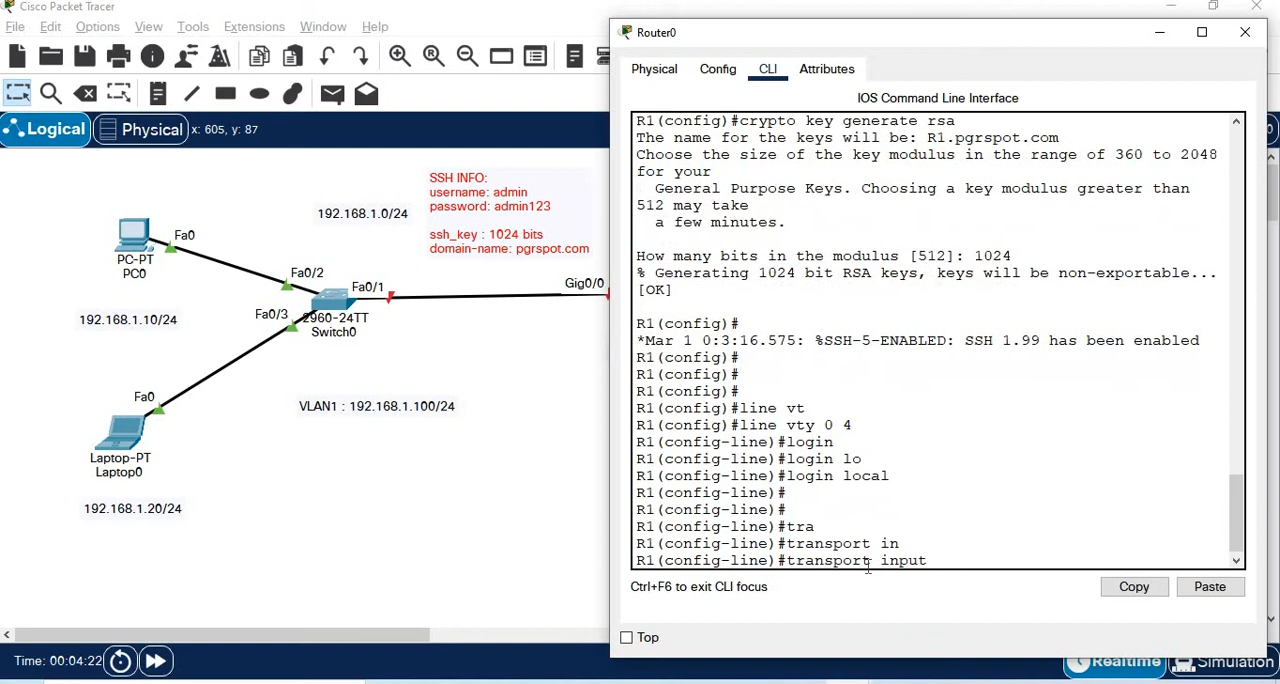 Cisco Packet Tracer
File Edit Options View Tools Extensions Window Help
Logical Physical x: 605, y: 87
SSH INFO:
username: admin
password: admin123
ssh_key : 1024 bits
domain-name: pgrspot.com
192.168.1.0/24
Fa0
PC-PT
PC0
Fa0/2
Fa0/1
Gig0/0
192.168.1.10/24
Fa0/3
2960-24TT
Switch0
Fa0
VLAN1 : 192.168.1.100/24
Laptop-PT
Laptop0
192.168.1.20/24
Time: 00:04:22
Realtime Simulation
Router0
Physical Config CLI Attributes
IOS Command Line Interface
R1(config)#crypto key generate rsa
The name for the keys will be: R1.pgrspot.com
Choose the size of the key modulus in the range of 360 to 2048
for your
General Purpose Keys. Choosing a key modulus greater than
512 may take
a few minutes.
How many bits in the modulus [512]: 1024
% Generating 1024 bit RSA keys, keys will be non-exportable...
[OK]
R1(config)#
*Mar 1 0:3:16.575: %SSH-5-ENABLED: SSH 1.99 has been enabled
R1(config)#
R1(config)#
R1(config)#
R1(config)#line vt
R1(config)#line vty 0 4
R1(config-line)#login
R1(config-line)#login lo
R1(config-line)#login local
R1(config-line)#
R1(config-line)#
R1(config-line)#tra
R1(config-line)#transport in
R1(config-line)#transport input
Ctrl+F6 to exit CLI focus
Copy Paste
Top